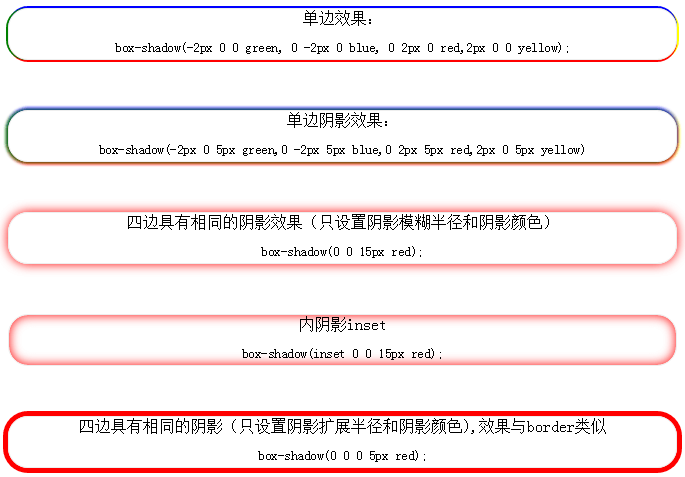 单边效果：
box-shadow(-2px 0 0 green, 0 -2px 0 blue, 0 2px 0 red,2px 0 0 yellow);
单边阴影效果：
box-shadow(-2px 0 5px green,0 -2px 5px blue,0 2px 5px red,2px 0 5px yellow)
四边具有相同的阴影效果（只设置阴影模糊半径和阴影颜色）
box-shadow(0 0 15px red);
内阴影inset
box-shadow(inset 0 0 15px red);
四边具有相同的阴影（只设置阴影扩展半径和阴影颜色),效果与border类似
box-shadow(0 0 0 5px red);